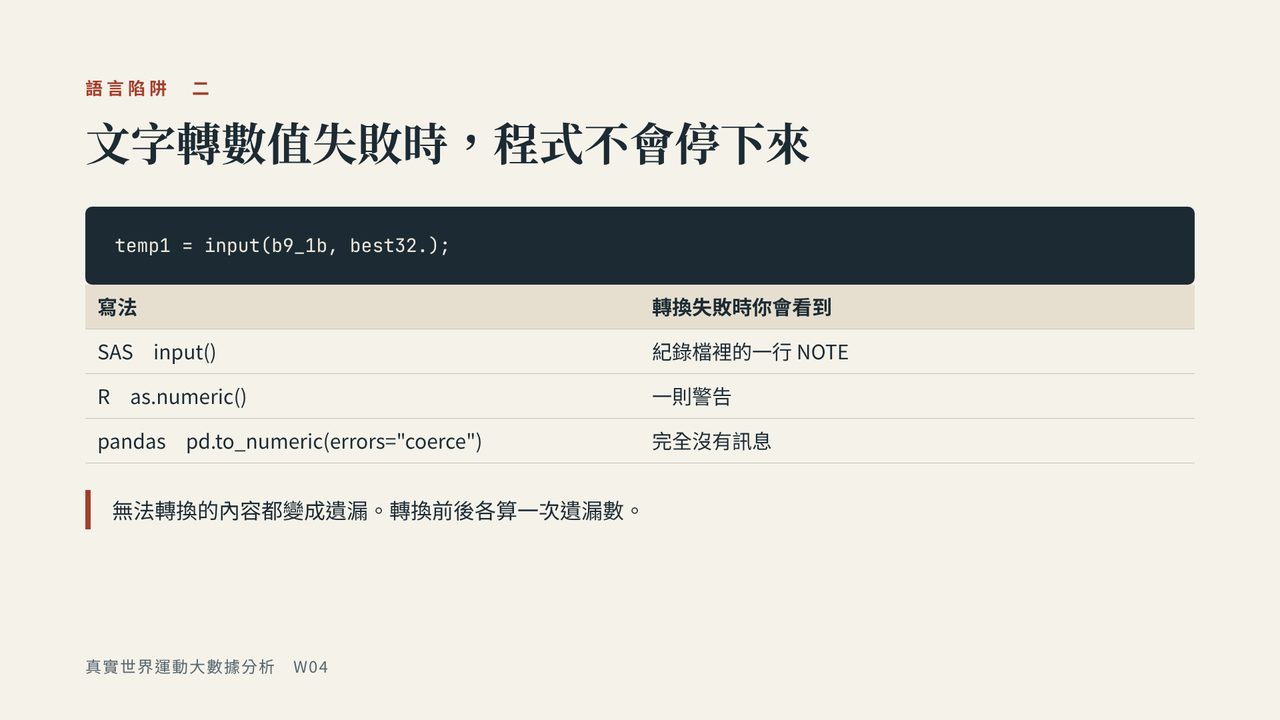 語言陷阱　二
文字轉數值失敗時，程式不會停下來
temp1 = input(b9_1b, best32.);
寫法　轉換失敗時你會看到
SAS　input()　紀錄檔裡的一行 NOTE
R　as.numeric()　一則警告
pandas　pd.to_numeric(errors="coerce")　完全沒有訊息
無法轉換的內容都變成遺漏。轉換前後各算一次遺漏數。
真實世界運動大數據分析　W04